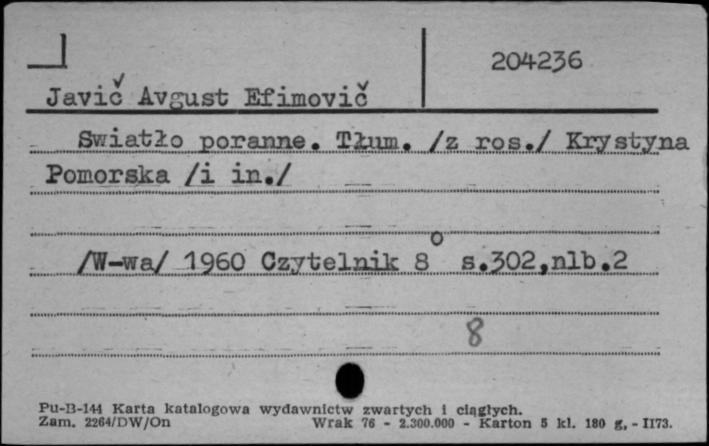 204236
Javič Avgust Efimovič
Swiatło poranne. Tłum. /z ros./ Krystyna
Pomorska /i in./
/W-wa/ 1960 Czytelnik 8° s.302,nlb.2
8
Pu-B-144 Karta katalogowa wydawnictw zwartych i ciągłych.
Zam. 2264/DW/On Wrak 76 - 2.300.000 - Karton 5 kl. 180 g. - II73.